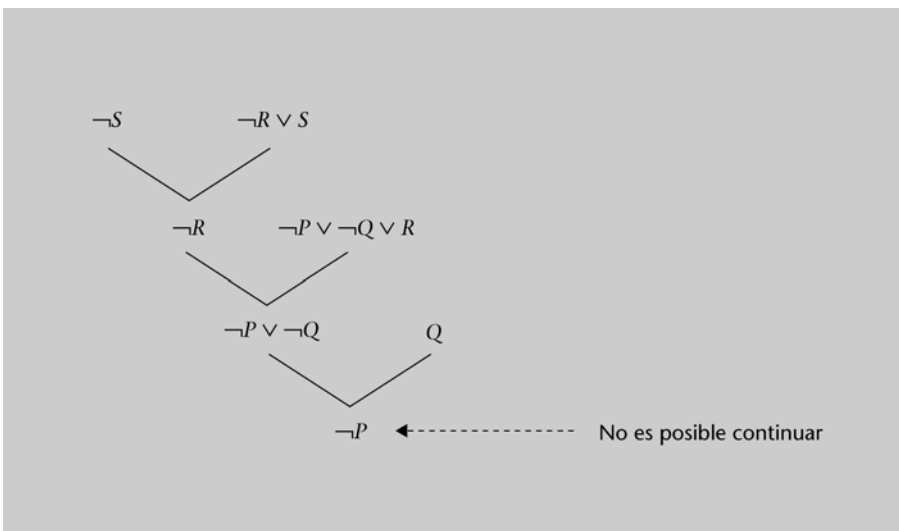 ¬S ¬R ∨ S
¬R ¬P ∨ ¬Q ∨ R
¬P ∨ ¬Q Q
¬P No es posible continuar